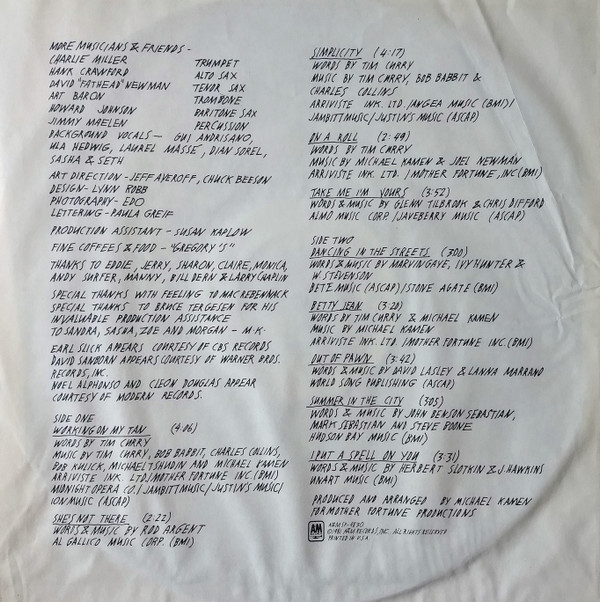 MORE MUSICIANS & FRIENDS -
CHARLIE MILLER TRUMPET
HANK CRAWFORD ALTO SAX
DAVID "FATHEAD" NEWMAN TENOR SAX
ART BARON TROMBONE
HOWARD JOHNSON BARITONE SAX
JIMMY MAELEN PERCUSSION
BACKGROUND VOCALS — GUI ANDRISANO,
ULA HEDWIG, LAUREL MASSÉ, DIAN SOREL,
SASHA & SETH
ART DIRECTION - JEFF AYEROFF, CHUCK BEESON
DESIGN - LYNN ROBB
PHOTOGRAPHY - EDO
LETTERING - PAULA GREIF
PRODUCTION ASSISTANT - SUSAN KAPLOW
FINE COFFEES & FOOD - "GREGORY'S"
THANKS TO EDDIE, JERRY, SHARON, CLAIRE, MONICA,
ANDY SURFER, MANNY, BILL DERN & LARRY CHAPLIN
SPECIAL THANKS WITH FEELING TO MAC REBENNACK
SPECIAL THANKS TO BRUCE TERGESEN FOR HIS
INVALUABLE PRODUCTION ASSISTANCE
TO SANDRA, SASHA, ZOE AND MORGAN - M.K.
EARL SLICK APPEARS COURTESY OF CBS RECORDS
DAVID SANBORN APPEARS COURTESY OF WARNER BROS.
RECORDS, INC.
NOEL ALPHONSO AND CLEON DOUGLAS APPEAR
COURTESY OF MODERN RECORDS.
SIDE ONE
WORKING ON MY TAN (4:06)
WORDS BY TIM CURRY
MUSIC BY TIM CURRY, BOB BABBIT, CHARLES COLLINS,
BOB KULICK, MICHAEL TSHUDIN AND MICHAEL KAMEN
ARRIVISTE INK. LTD/MOTHER FORTUNE INC (BMI)
MIDNIGHT OPERA CO./JAMBITT MUSIC/JUSTIN'S MUSIC/
ION MUSIC (ASCAP)
SHE'S NOT THERE (2:22)
WORDS & MUSIC BY ROD ARGENT
AL GALLICO MUSIC CORP. (BMI)
SIMPLICITY (4:17)
WORDS BY TIM CURRY
MUSIC BY TIM CURRY, BOB BABBIT &
CHARLES COLLINS
ARRIVISTE INK. LTD./ANGEA MUSIC (BMI)/
JAMBITT MUSIC/JUSTIN'S MUSIC (ASCAP)
ON A ROLL (2:49)
WORDS BY TIM CURRY
MUSIC BY MICHAEL KAMEN & JOEL NEWMAN
ARRIVISTE INK. LTD. /MOTHER FORTUNE, INC (BMI)
TAKE ME I'M YOURS (3:52)
WORDS & MUSIC BY GLENN TILBROOK & CHRIS DIFFORD
ALMO MUSIC CORP. /JAVEBERRY MUSIC (ASCAP)
SIDE TWO
DANCING IN THE STREETS (3:00)
WORDS & MUSIC BY MARVIN GAYE, IVY HUNTER &
W. STEVENSON
BETE MUSIC (ASCAP)/STONE AGATE (BMI)
BETTY JEAN (3:20)
WORDS BY TIM CURRY & MICHAEL KAMEN
MUSIC BY MICHAEL KAMEN
ARRIVISTE INK. LTD. /MOTHER FORTUNE INC. (BMI)
OUT OF PAWN (3:42)
WORDS & MUSIC BY DAVID LASLEY & LANNA MARRANO
WORLD SONG PUBLISHING (ASCAP)
SUMMER IN THE CITY (3:05)
WORDS & MUSIC BY JOHN BENSON SEBASTIAN,
MARK SEBASTIAN AND STEVE BOONE
HUDSON BAY MUSIC (BMI)
I PUT A SPELL ON YOU (3:31)
WORDS & MUSIC BY HERBERT SLOTKIN & J. HAWKINS
UNART MUSIC (BMI)
PRODUCED AND ARRANGED BY MICHAEL KAMEN
FOR MOTHER FORTUNE PRODUCTIONS
A&M
RECORDS, INC. ALL RIGHTS RESERVED
PRINTED IN U.S.A.